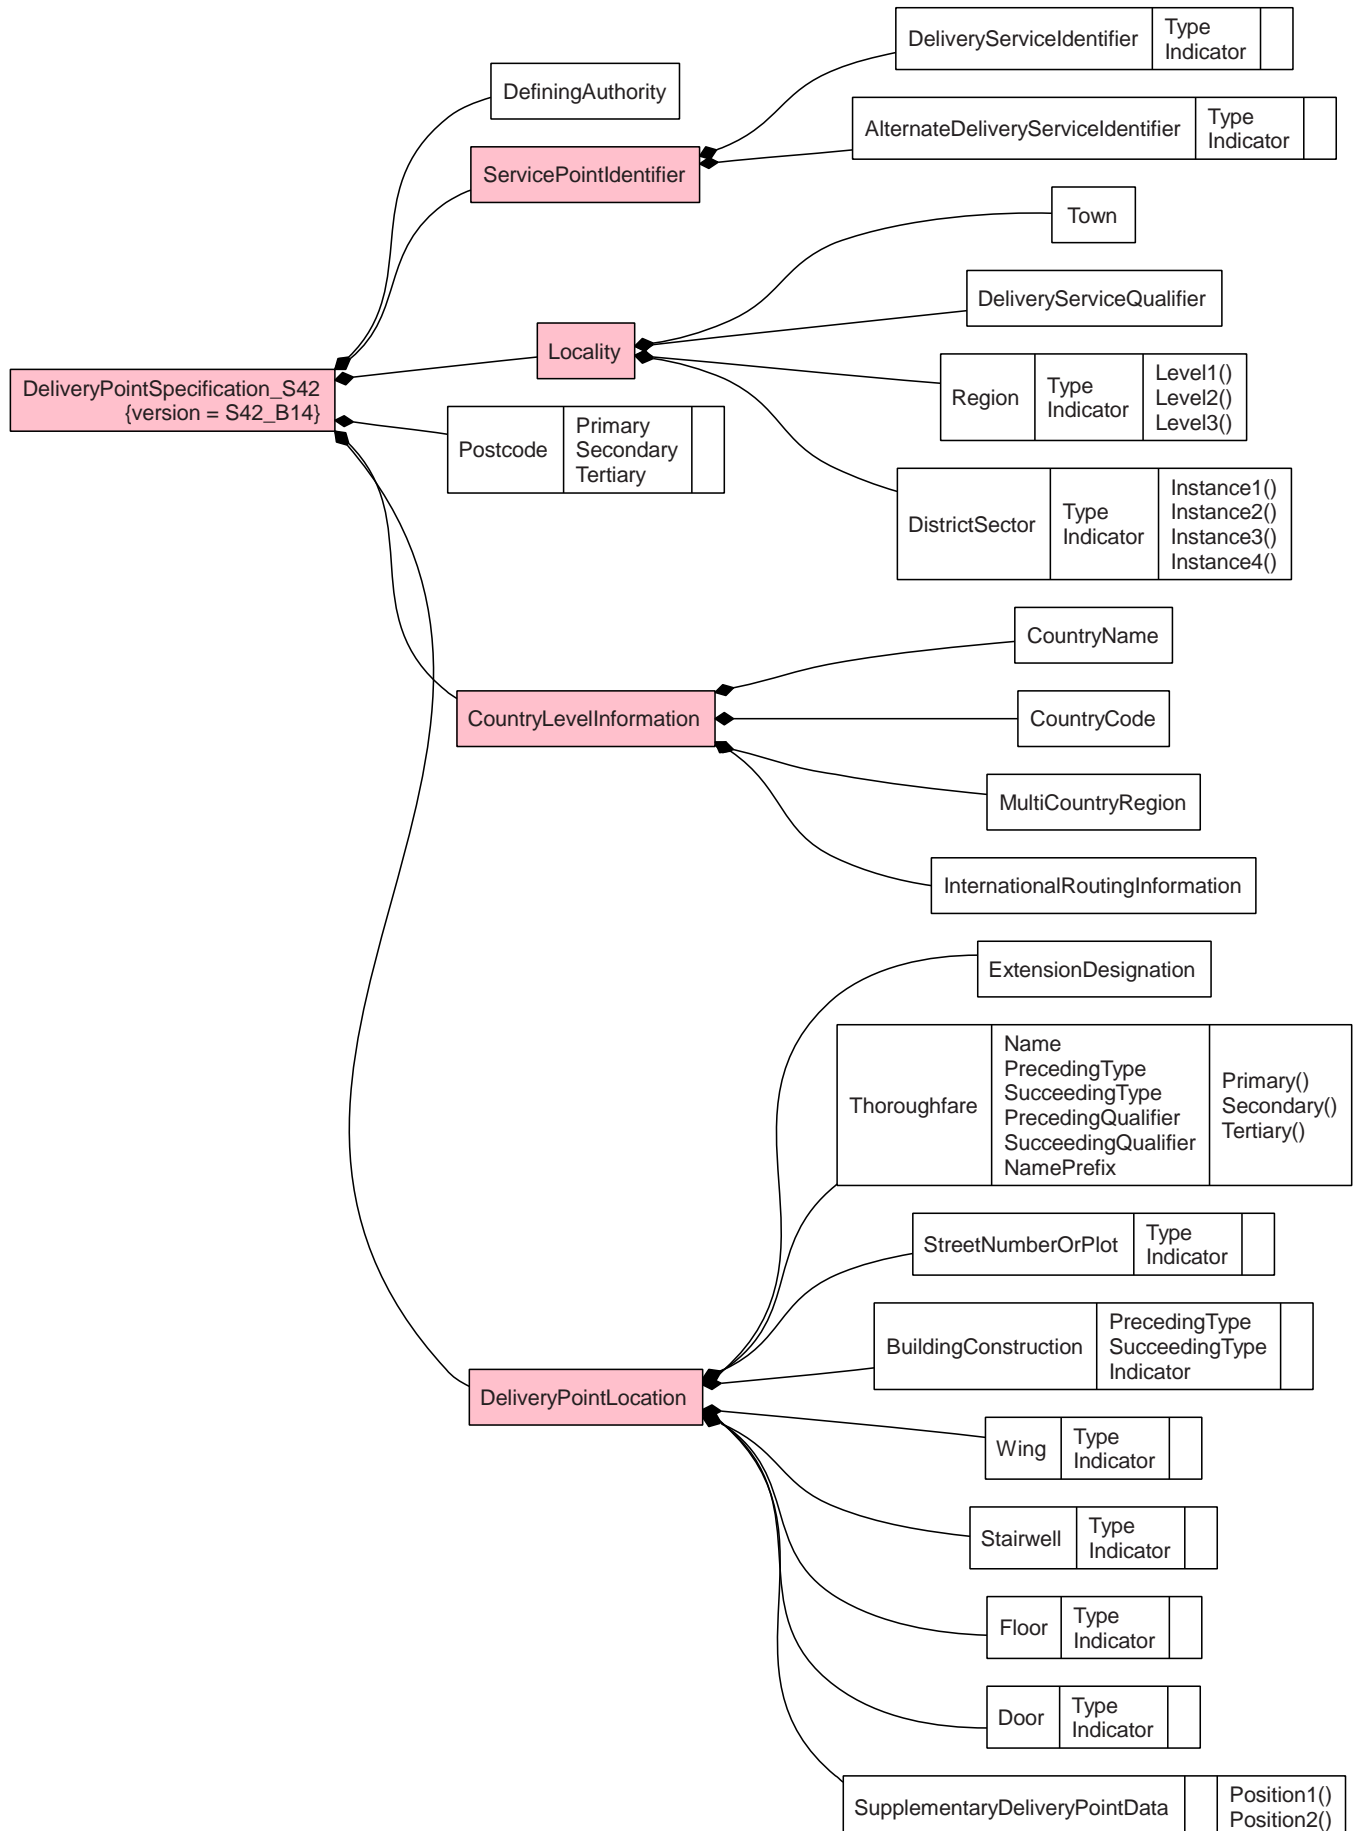 DeliveryServiceIdentifier
Type
Indicator
DefiningAuthority
AlternateDeliveryServiceIdentifier
Type
Indicator
ServicePointIdentifier
Town
DeliveryServiceQualifier
Locality
Region
Type
Indicator
Level1()
Level2()
Level3()
DeliveryPointSpecification_S42
{version = S42_B14}
Postcode
Primary
Secondary
Tertiary
DistrictSector
Type
Indicator
Instance1()
Instance2()
Instance3()
Instance4()
CountryName
CountryLevelInformation
CountryCode
MultiCountryRegion
InternationalRoutingInformation
ExtensionDesignation
Thoroughfare
Name
PrecedingType
SucceedingType
PrecedingQualifier
SucceedingQualifier
NamePrefix
Primary()
Secondary()
Tertiary()
StreetNumberOrPlot
Type
Indicator
BuildingConstruction
PrecedingType
SucceedingType
Indicator
DeliveryPointLocation
Wing
Type
Indicator
Stairwell
Type
Indicator
Floor
Type
Indicator
Door
Type
Indicator
SupplementaryDeliveryPointData
Position1()
Position2()